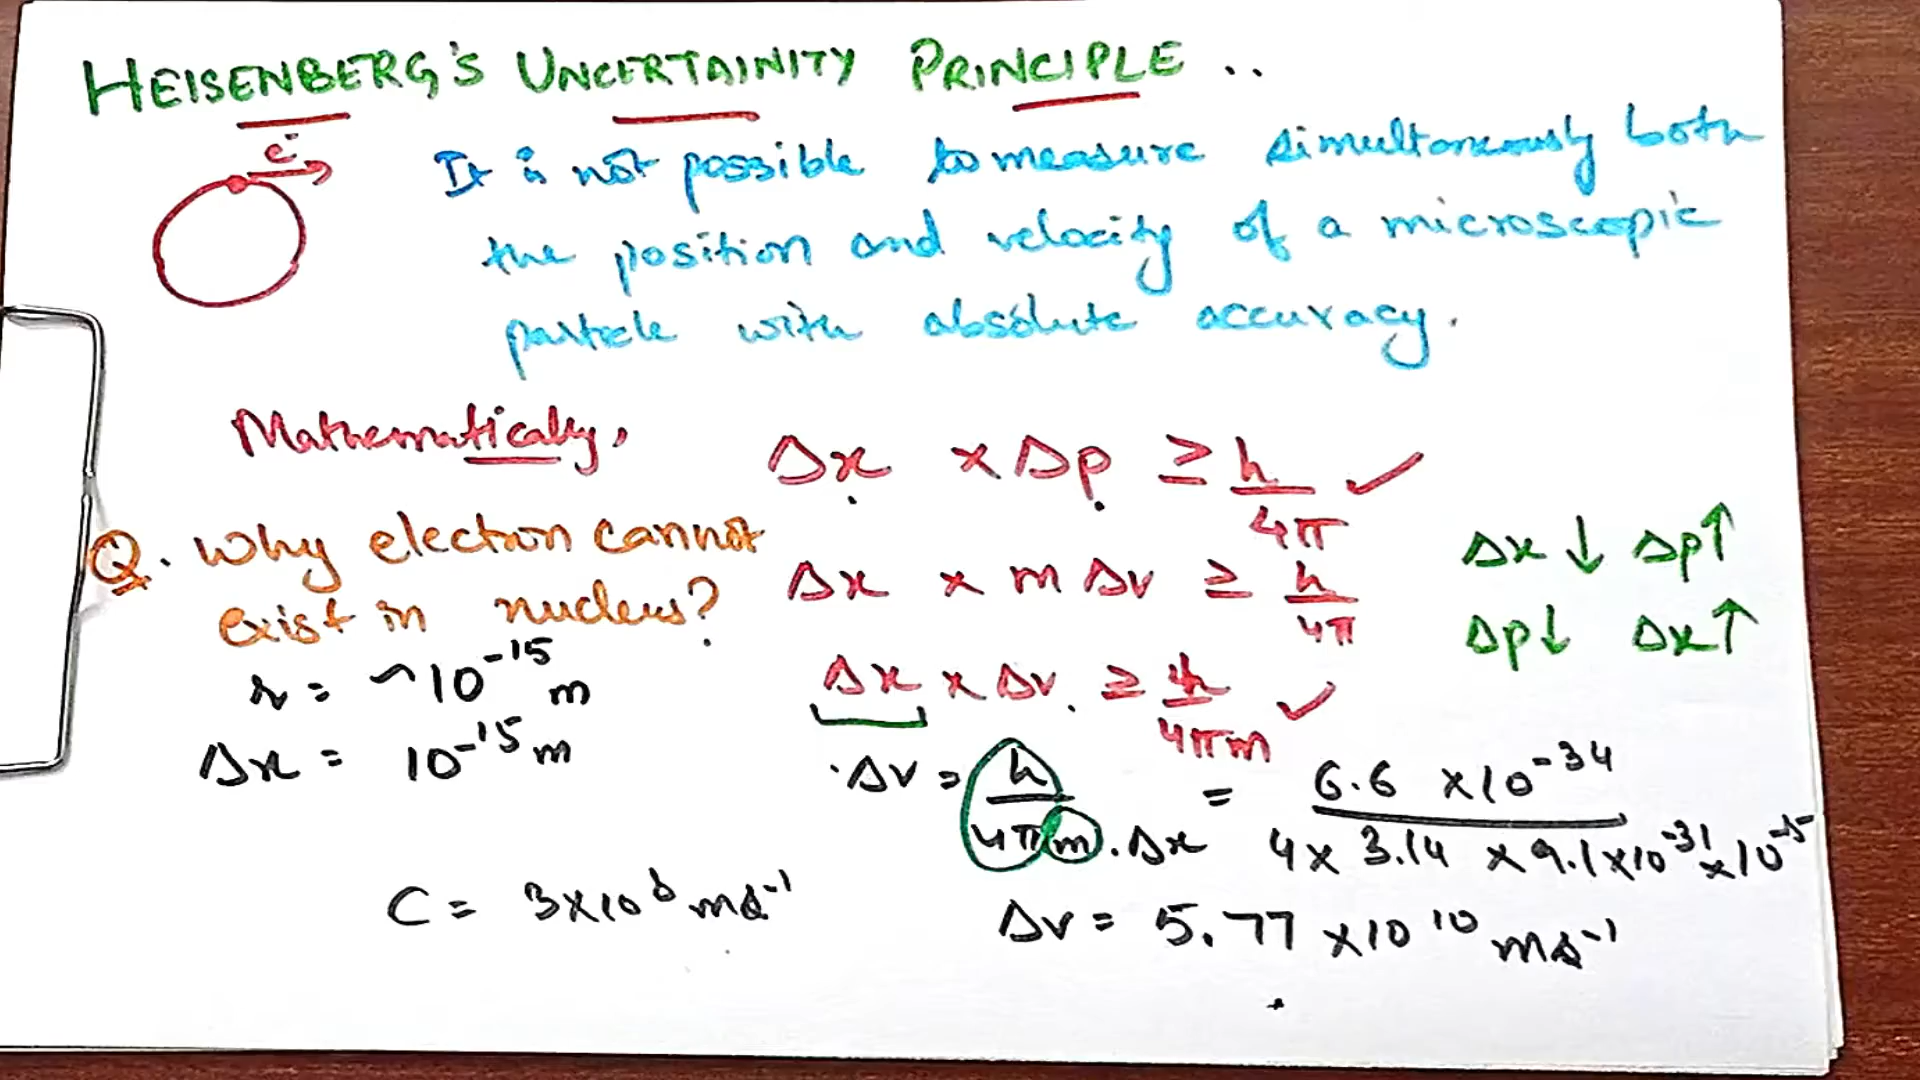 HEISENBERG'S UNCERTAINITY PRINCIPLE ..
e⁻
It is not possible to measure simultaneously both
the position and velocity of a microscopic
particle with absolute accuracy.
Mathematically,
Δx × Δp ≥ h/4π ✓
Q. Why electron cannot
exist in nucleus?
Δx × m Δv ≥ h/4π
Δx ↓ Δp↑
Δp↓ Δx↑
r = ~10⁻¹⁵ m
Δx × Δv ≥ h/4πm ✓
Δx = 10⁻¹⁵ m
Δv = h/4πm.Δx = 6.6 ×10⁻³⁴ / 4× 3.14 × 9.1×10⁻³¹ × 10⁻¹⁵
C = 3×10⁸ ms⁻¹
Δv = 5.77 ×10¹⁰ ms⁻¹